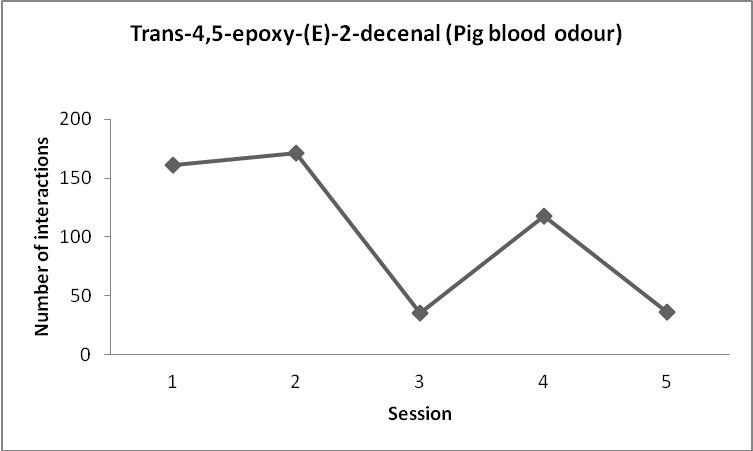 Trans-4,5-epoxy-(E)-2-decenal (Pig blood odour)
Number of interactions
200
150
100
50
0
1 2 3 4 5
Session